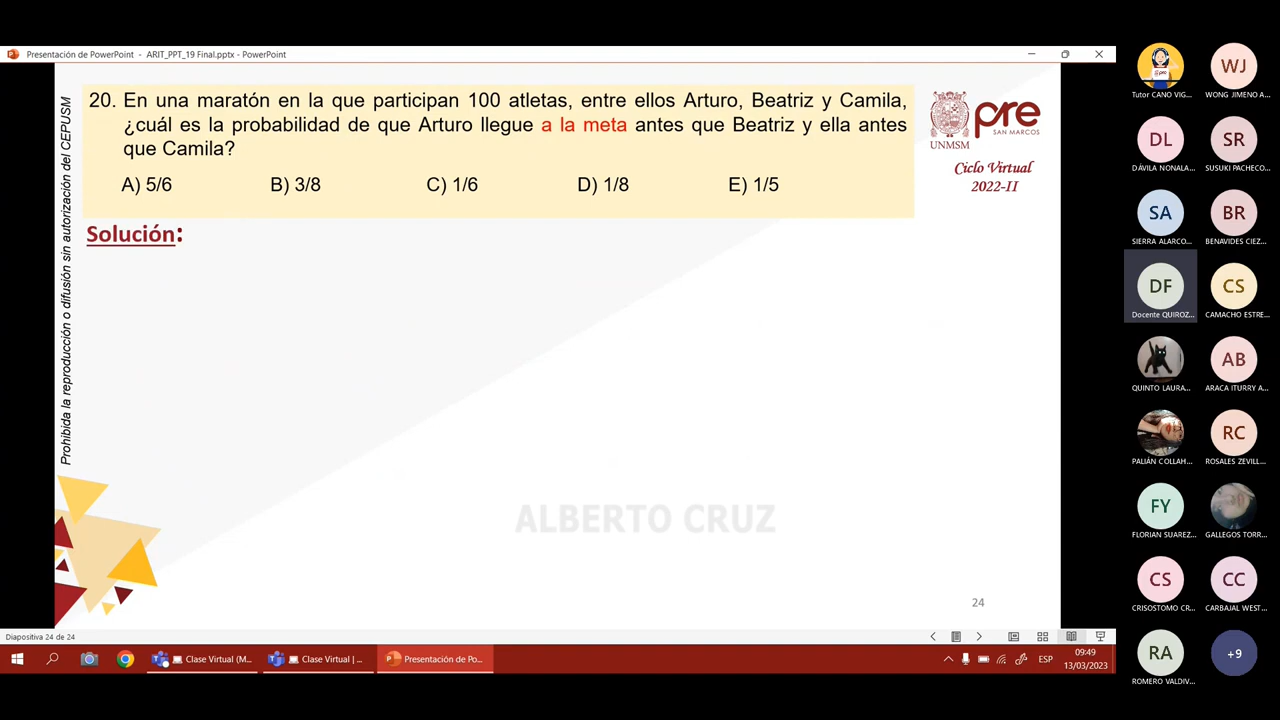 Presentación de PowerPoint - ARIT_PPT_19 Final.pptx - PowerPoint
Prohibida la reproducción o difusión sin autorización del CEPUSM
20. En una maratón en la que participan 100 atletas, entre ellos Arturo, Beatriz y Camila,
¿cuál es la probabilidad de que Arturo llegue a la meta antes que Beatriz y ella antes
que Camila?
A) 5/6 B) 3/8 C) 1/6 D) 1/8 E) 1/5
UNMSM
pre
SAN MARCOS
Ciclo Virtual
2022-II
Solución:
ALBERTO CRUZ
24
Diapositiva 24 de 24
Clase Virtual (M...
Clase Virtual | ...
Presentación de Po...
ESP
09:49
13/03/2023
Tutor CANO VIG...
WJ
WONG JIMENO A...
DL
DÁVILA NONALA...
SR
SUSUKI PACHECO...
SA
SIERRA ALARCO...
BR
BENAVIDES CIEZ...
DF
Docente QUIROZ...
CS
CAMACHO ESTRE...
QUINTO LAURA...
AB
ARACA ITURRY A...
PALIÁN COLLAH...
RC
ROSALES ZEVILL...
FY
FLORIAN SUAREZ...
GALLEGOS TORR...
CS
CRISOSTOMO CR...
CC
CARBAJAL WEST...
RA
ROMERO VALDIV...
+9